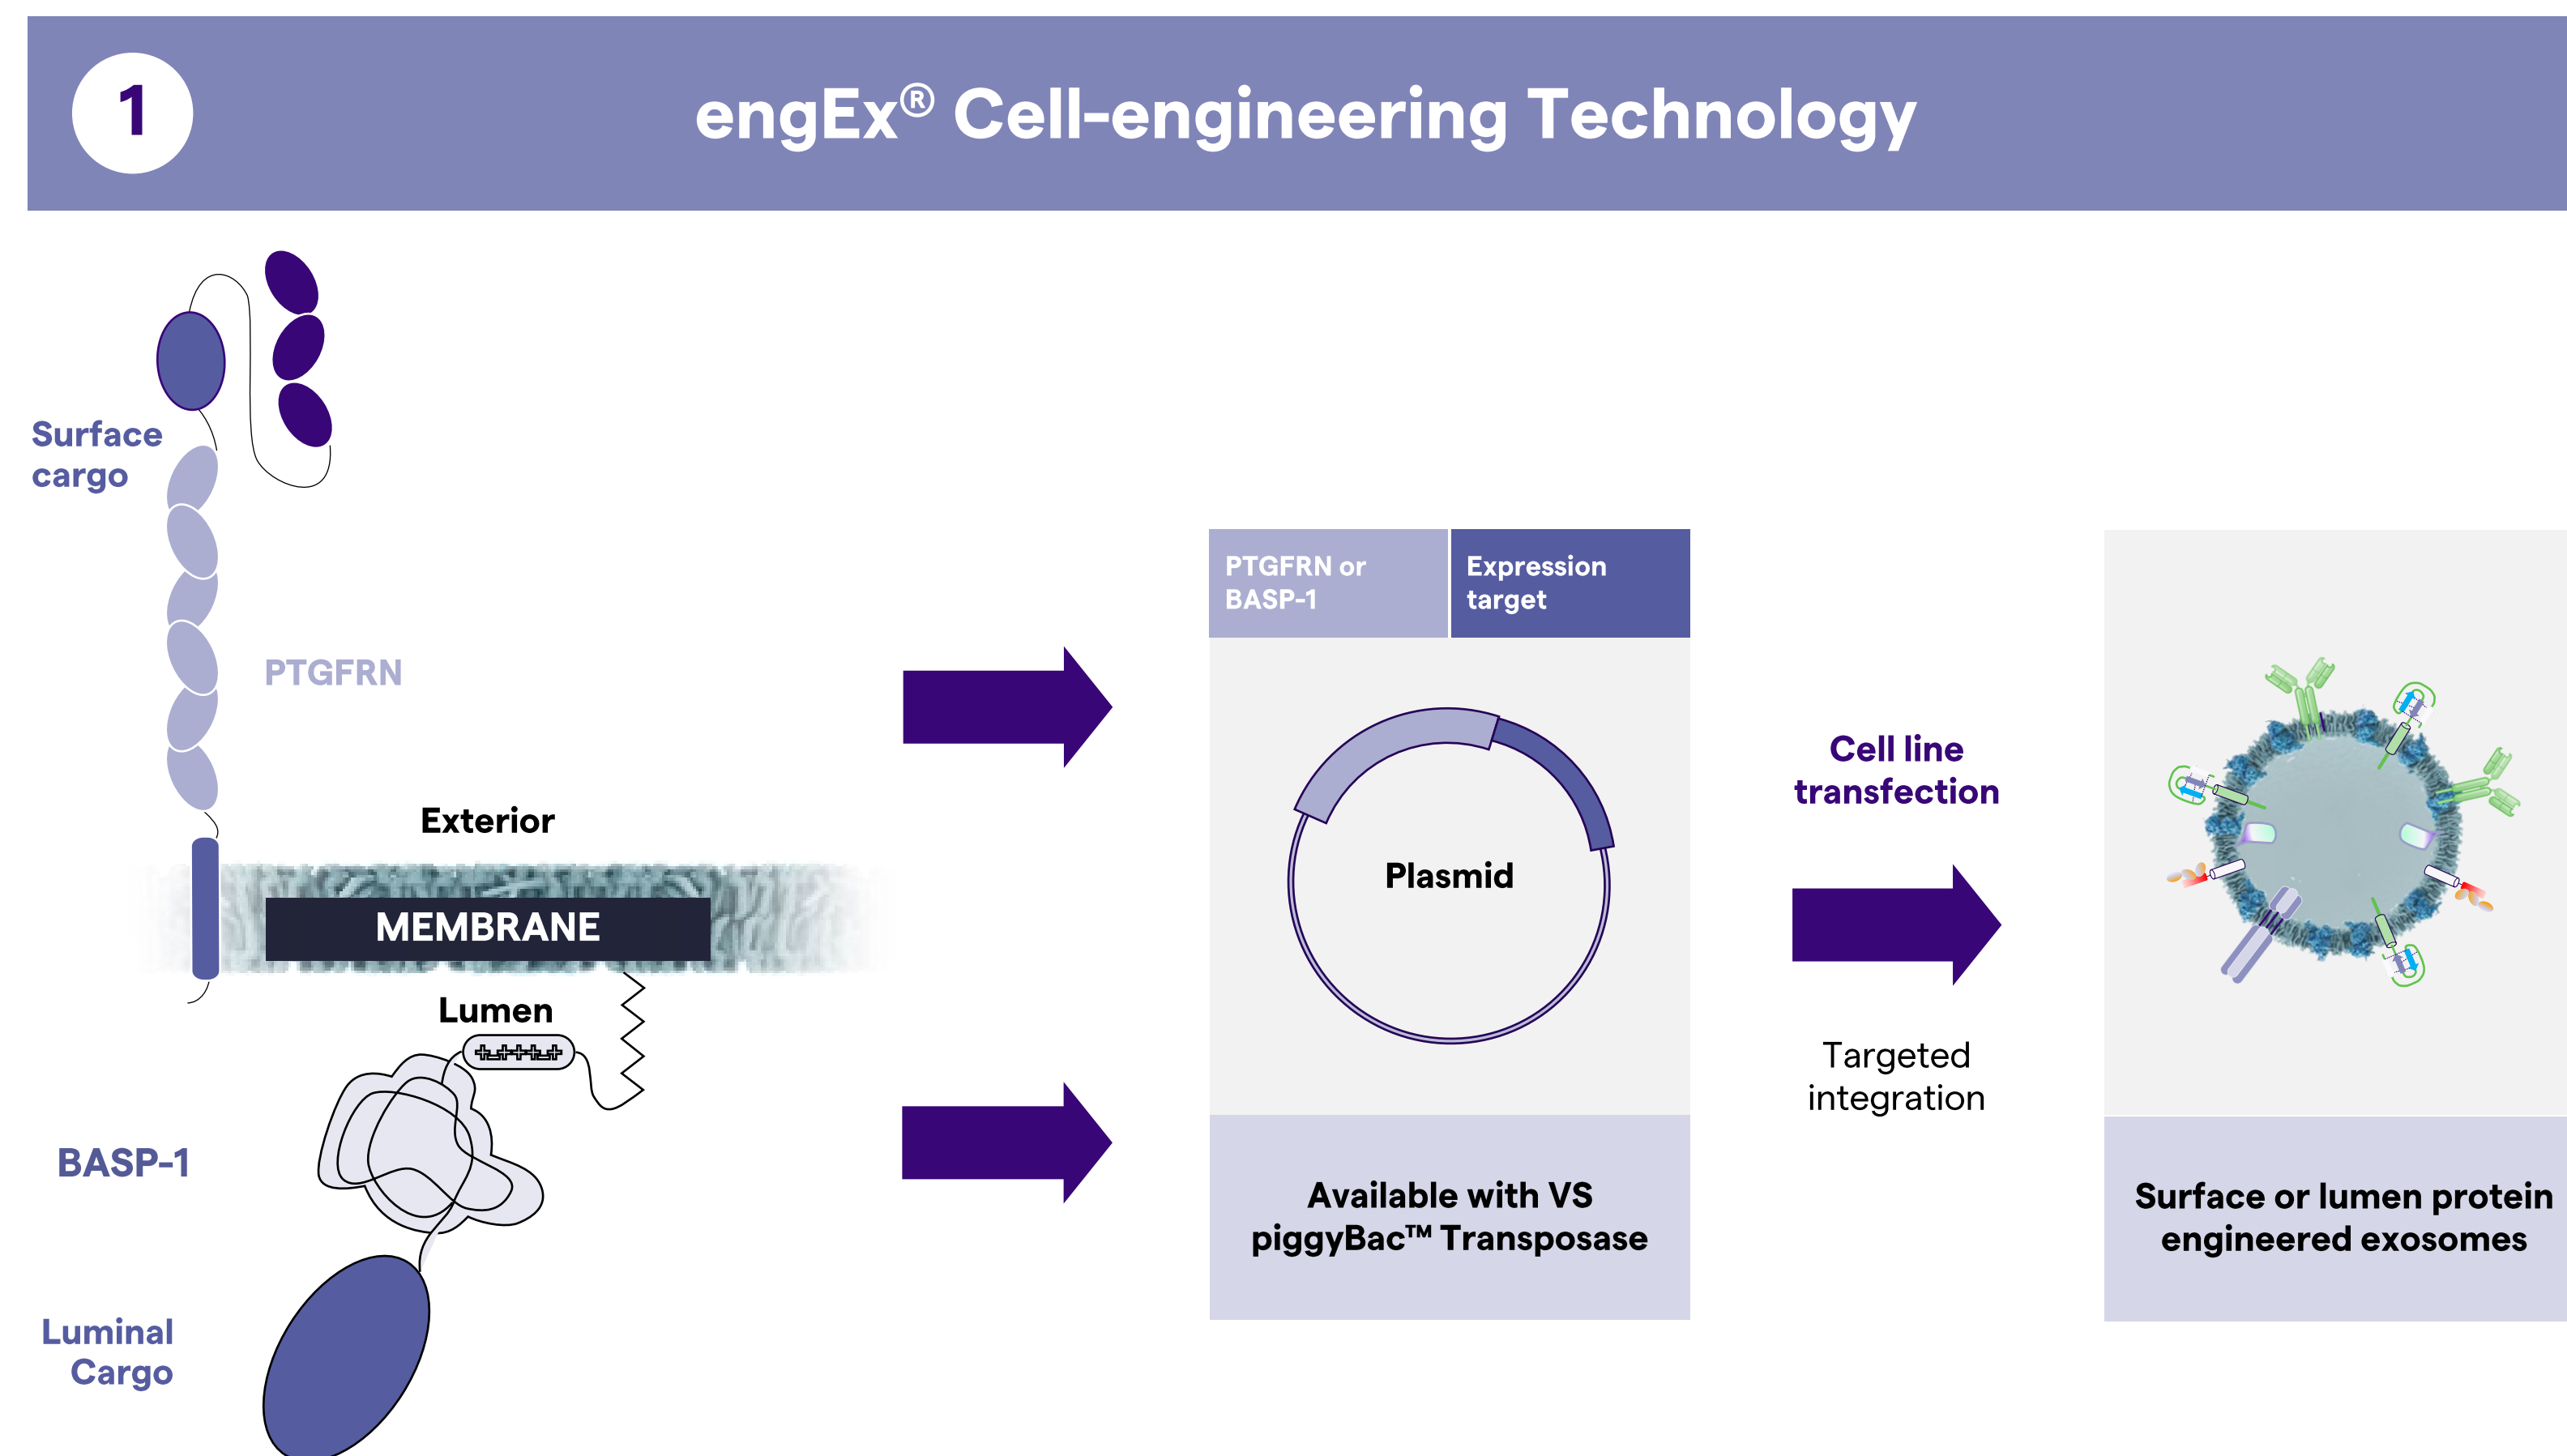 1
engEx® Cell-engineering Technology
Surface
cargo
PTGFRN
Exterior
MEMBRANE
Lumen
BASP-1
Luminal
Cargo
PTGFRN or
BASP-1
Expression
target
Plasmid
Available with VS
piggyBac™ Transposase
Cell line
transfection
Targeted
integration
Surface or lumen protein
engineered exosomes